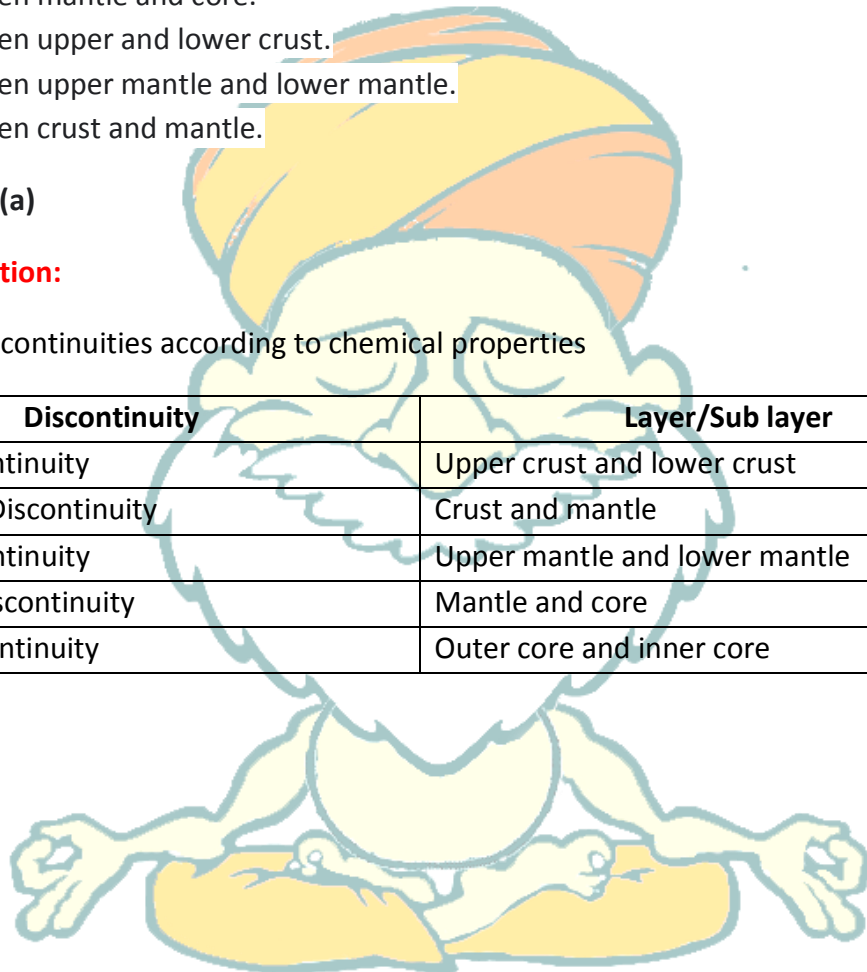 en mantle and core.
en upper and lower crust.
en upper mantle and lower mantle.
en crust and mantle.
(a)
tion:
continuities according to chemical properties
Discontinuity Layer/Sub layer
ntinuity Upper crust and lower crust
Discontinuity Crust and mantle
ntinuity Upper mantle and lower mantle
scontinuity Mantle and core
ontinuity Outer core and inner core